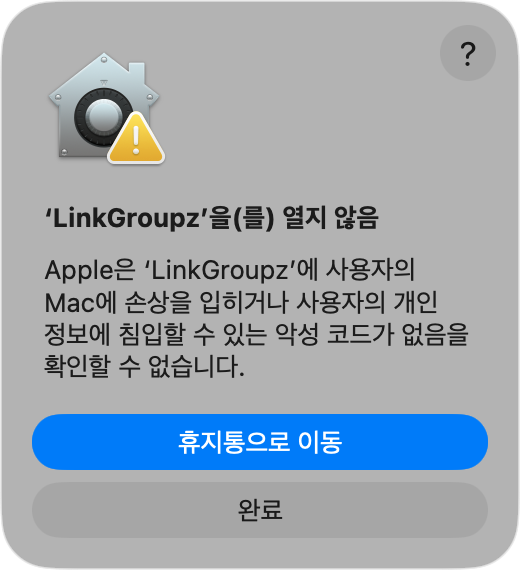 ?
‘LinkGroupz’을(를) 열지 않음
Apple은 ‘LinkGroupz’에 사용자의
Mac에 손상을 입히거나 사용자의 개인
정보에 침입할 수 있는 악성 코드가 없음을
확인할 수 없습니다.
휴지통으로 이동
완료